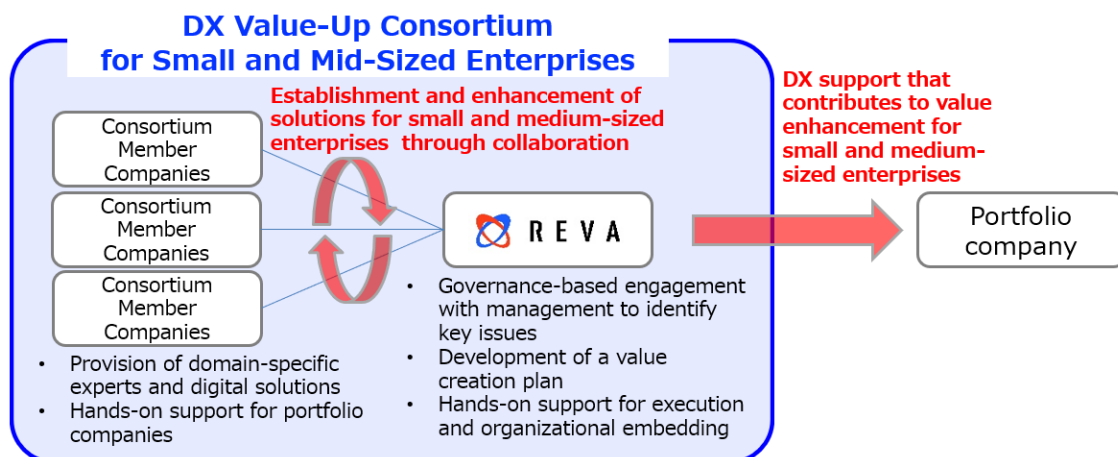 DX Value-Up Consortium
for Small and Mid-Sized Enterprises
Establishment and enhancement of
solutions for small and medium-sized
enterprises through collaboration
DX support that
contributes to value
enhancement for
small and medium-
sized enterprises
Consortium
Member
Companies
Consortium
Member
Companies
Consortium
Member
Companies
REVA
Portfolio
company
• Provision of domain-specific
experts and digital solutions
• Hands-on support for portfolio
companies
• Governance-based engagement
with management to identify
key issues
• Development of a value
creation plan
• Hands-on support for execution
and organizational embedding